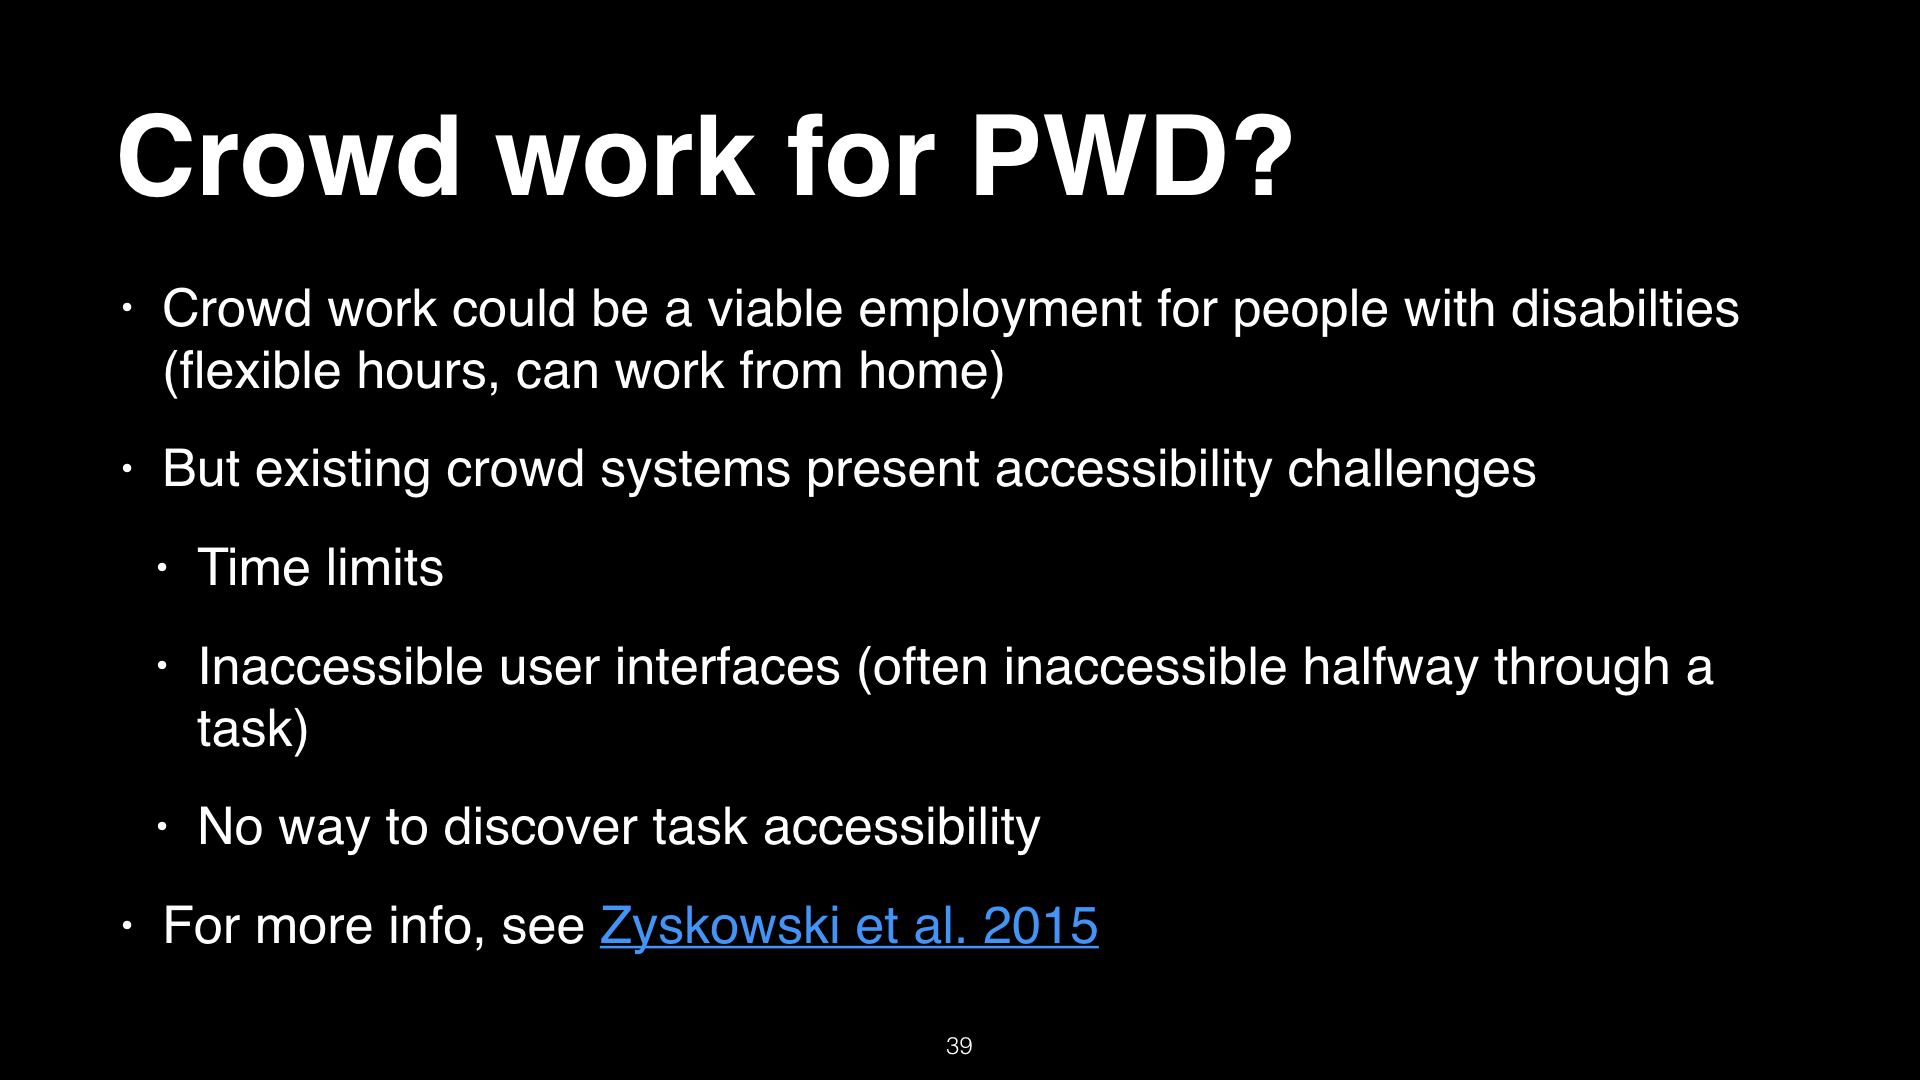 Crowd work for PWD?
• Crowd work could be a viable employment for people with disabilties
(flexible hours, can work from home)
• But existing crowd systems present accessibility challenges
• Time limits
• Inaccessible user interfaces (often inaccessible halfway through a
task)
• No way to discover task accessibility
• For more info, see Zyskowski et al. 2015
39